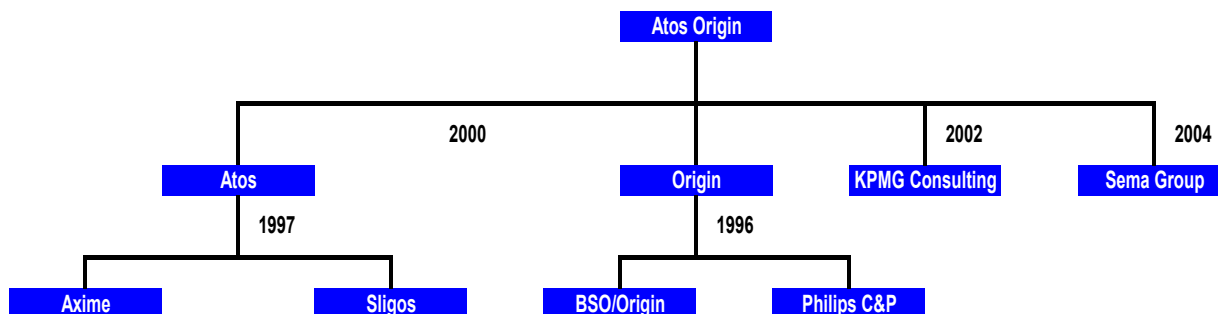 Atos Origin
2000
2002
2004
Atos
Origin
KPMG Consulting
Sema Group
1997
1996
Axime
Sligos
BSO/Origin
Philips C&P